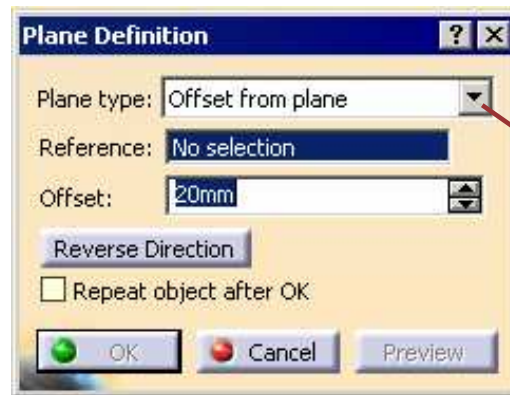 Plane Definition ? X
Plane type: Offset from plane
Reference: No selection
Offset: 20mm
Reverse Direction
Repeat object after OK
OK Cancel Preview